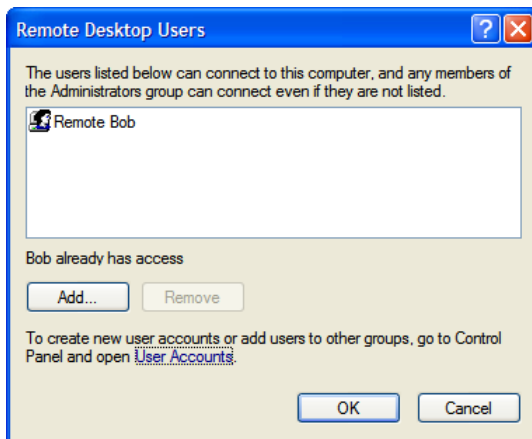 Remote Desktop Users
The users listed below can connect to this computer, and any members of
the Administrators group can connect even if they are not listed.
Remote Bob
Bob already has access
Add...
Remove
To create new user accounts or add users to other groups, go to Control
Panel and open User Accounts.
OK
Cancel